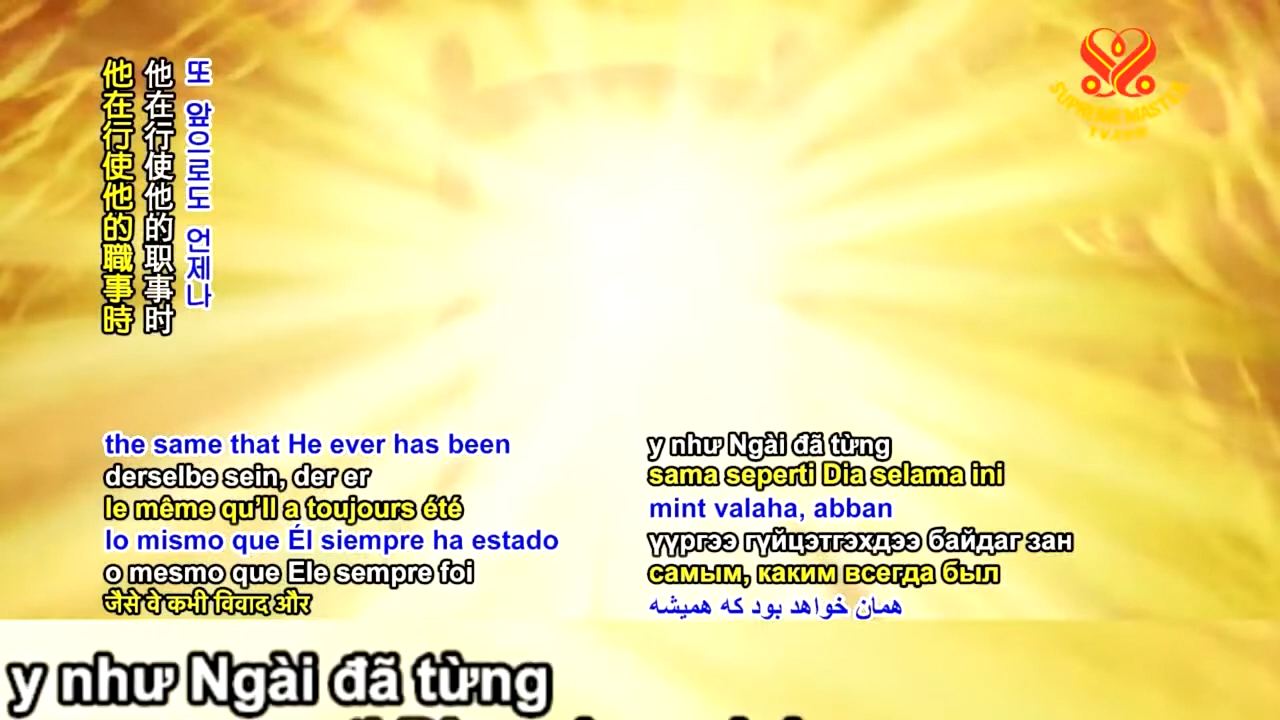 他在行使他的職事時
他在行使他的职事时
또 앞으로도 언제나
SUPREME MASTER
the same that He ever has been
derselbe sein, der er
le même qu'Il a toujours été
lo mismo que Él siempre ha estado
o mesmo que Ele sempre foi
जैसे वे कभी विवाद और
y như Ngài đã từng
sama seperti Dia selama ini
mint valaha, abban
үүргээ гүйцэтгэхдээ байдаг зан
самым, каким всегда был
همان خواهد بود که همیشه
y như Ngài đã từng